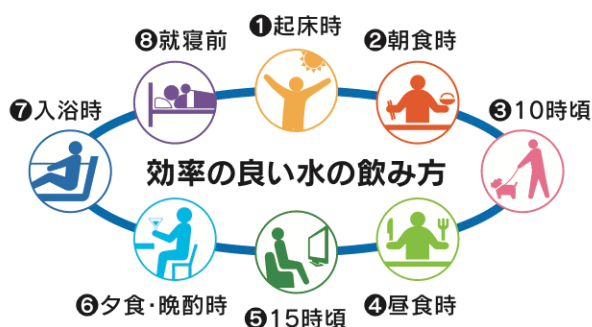 ❶起床時
❷朝食時
❸10時頃
❹昼食時
❺15時頃
❻夕食・晩酌時
❼入浴時
❽就寝前
効率の良い水の飲み方